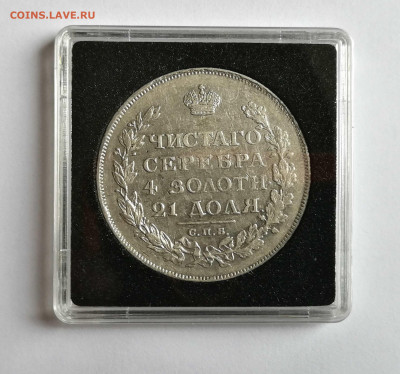 COINS.LAVE.RU
ЧИСТАГО
СЕРЕБРА
4 ЗОЛОТН.
21 ДОЛЯ.
С.П.Б.